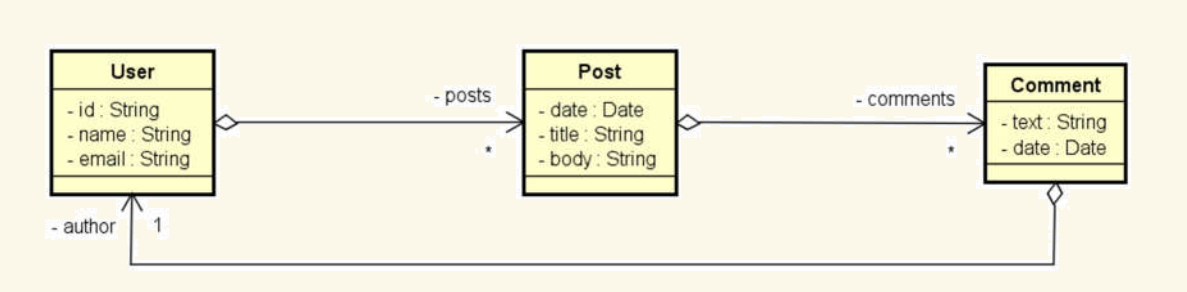 User
- id : String
- name : String
- email : String
- posts
*
Post
- date : Date
- title : String
- body : String
- comments
*
Comment
- text : String
- date : Date
- author
1